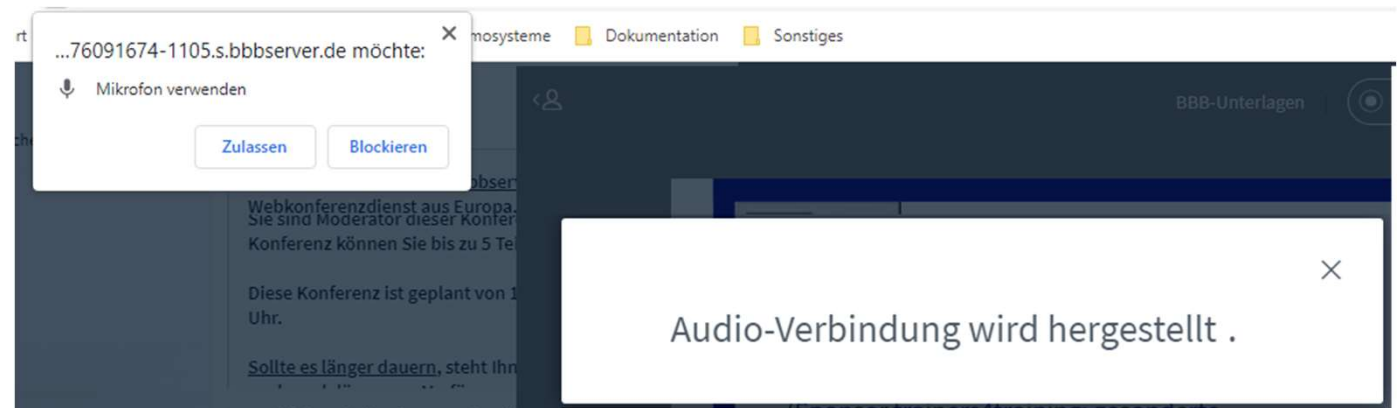 rt
mosysteme Dokumentation Sonstiges
...76091674-1105.s.bbbserver.de möchte:
Mikrofon verwenden
Zulassen Blockieren
BBB-Unterlagen
Webkonferenzdienst aus Europa.
Sie sind Moderator dieser Konfer
Konferenz können Sie bis zu 5 Tei
Diese Konferenz ist geplant von 1
Uhr.
Sollte es länger dauern, steht Ihn
Audio-Verbindung wird hergestellt .